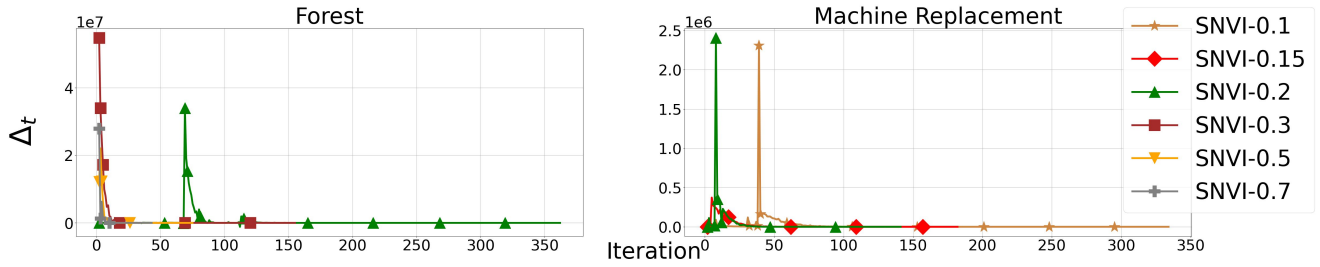 Forest
1e7
Δt
4
2
0
0 50 100 150 200 250 300 350
Machine Replacement
1e6
2.5
2.0
1.5
1.0
0.5
0.0
0 50 100 150 200 250 300 350
Iteration
SNVI-0.1
SNVI-0.15
SNVI-0.2
SNVI-0.3
SNVI-0.5
SNVI-0.7